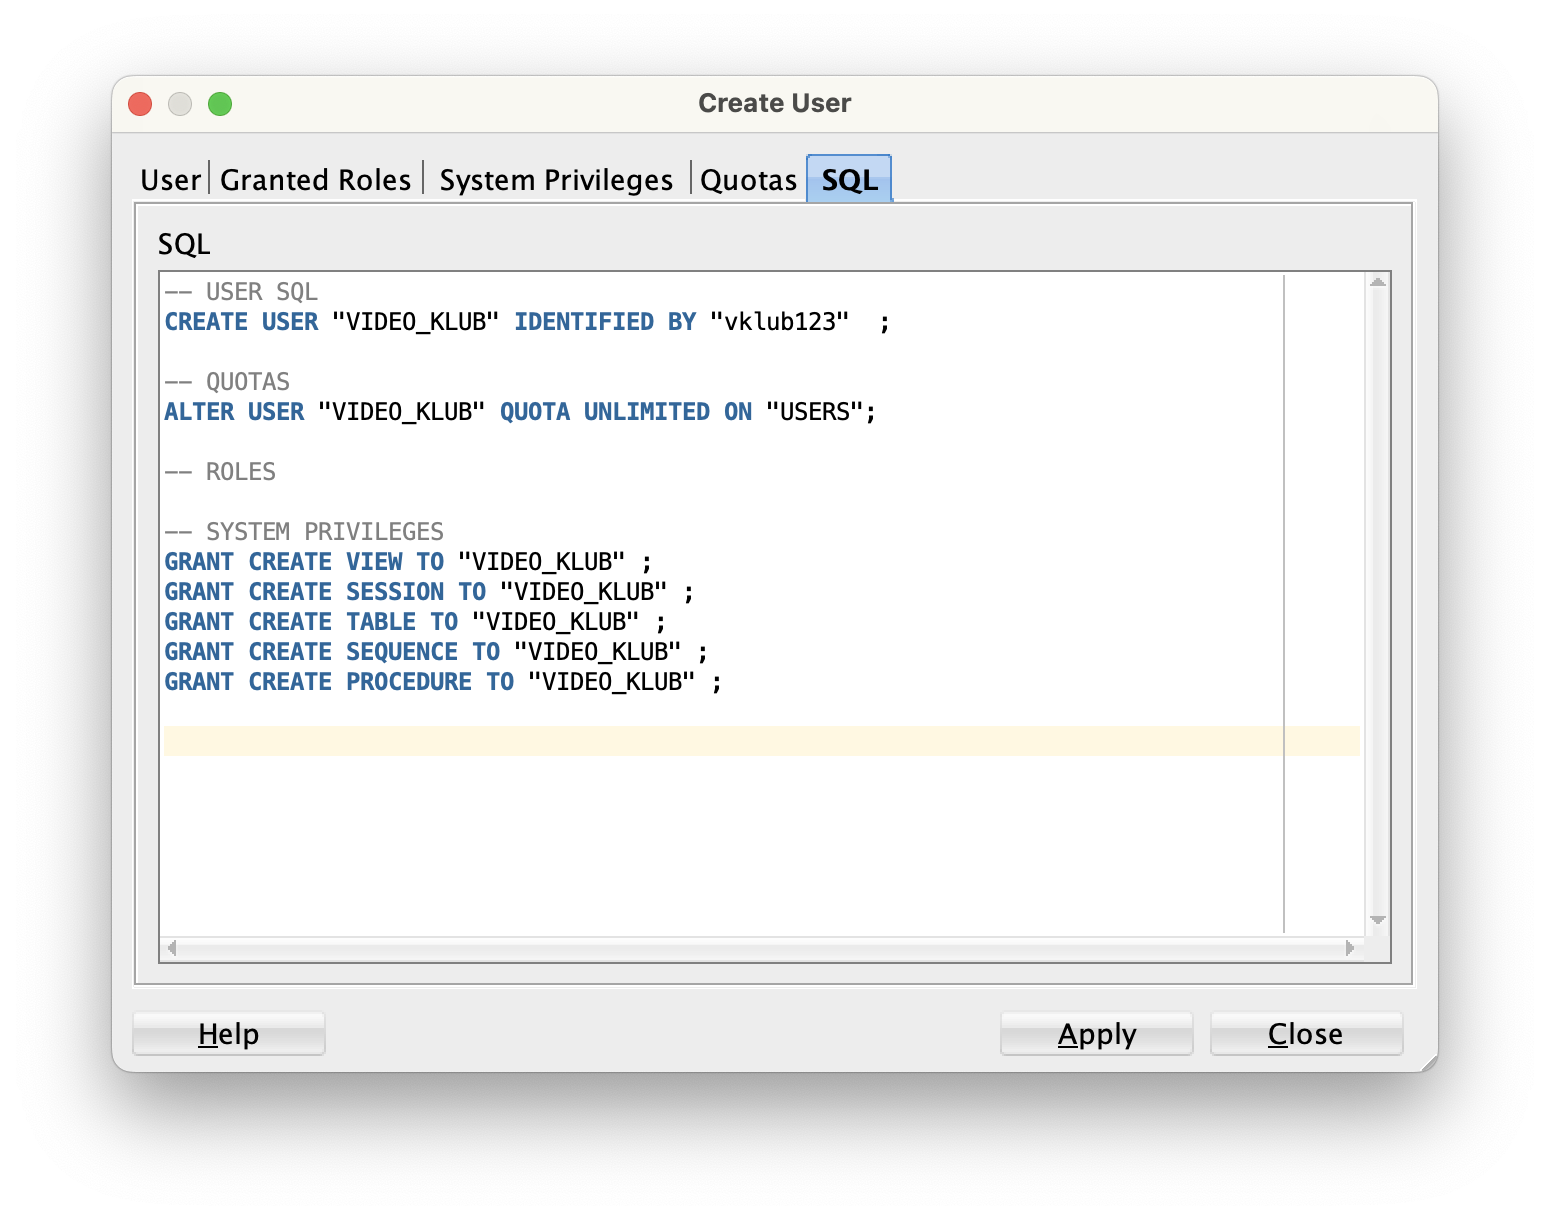 Create User
User Granted Roles System Privileges Quotas SQL
SQL
-- USER SQL
CREATE USER "VIDEO_KLUB" IDENTIFIED BY "vklub123"  ;
-- QUOTAS
ALTER USER "VIDEO_KLUB" QUOTA UNLIMITED ON "USERS";
-- ROLES
-- SYSTEM PRIVILEGES
GRANT CREATE VIEW TO "VIDEO_KLUB" ;
GRANT CREATE SESSION TO "VIDEO_KLUB" ;
GRANT CREATE TABLE TO "VIDEO_KLUB" ;
GRANT CREATE SEQUENCE TO "VIDEO_KLUB" ;
GRANT CREATE PROCEDURE TO "VIDEO_KLUB" ;
Help Apply Close